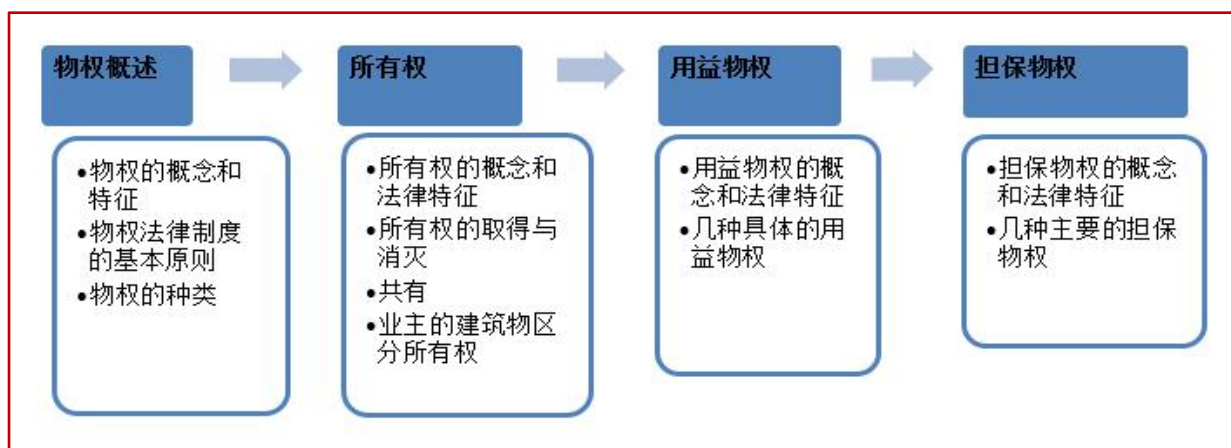 物权概述
•物权的概念和
特征
•物权法律制度
的基本原则
•物权的种类
所有权
•所有权的概念和
法律特征
•所有权的取得与
消灭
•共有
•业主的建筑物区
分所有权
用益物权
•用益物权的概
念和法律特征
•几种具体的用
益物权
担保物权
•担保物权的概念
和法律特征
•几种主要的担保
物权